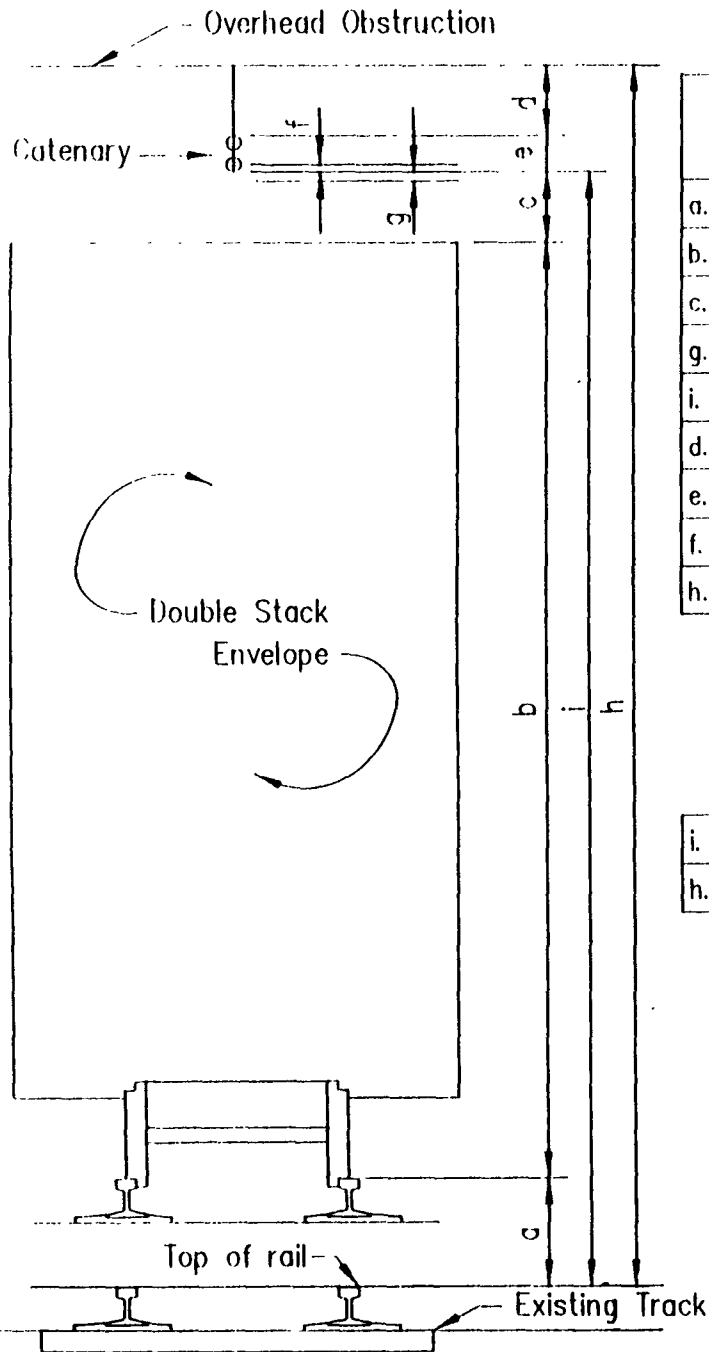 Overhead Obstruction
Catenary
f
g
d
e
c
a.
b.
c.
g.
i.
d.
e.
f.
h.
Double Stack
Envelope
b
i
h
i.
h.
a
Top of rail
Existing Track